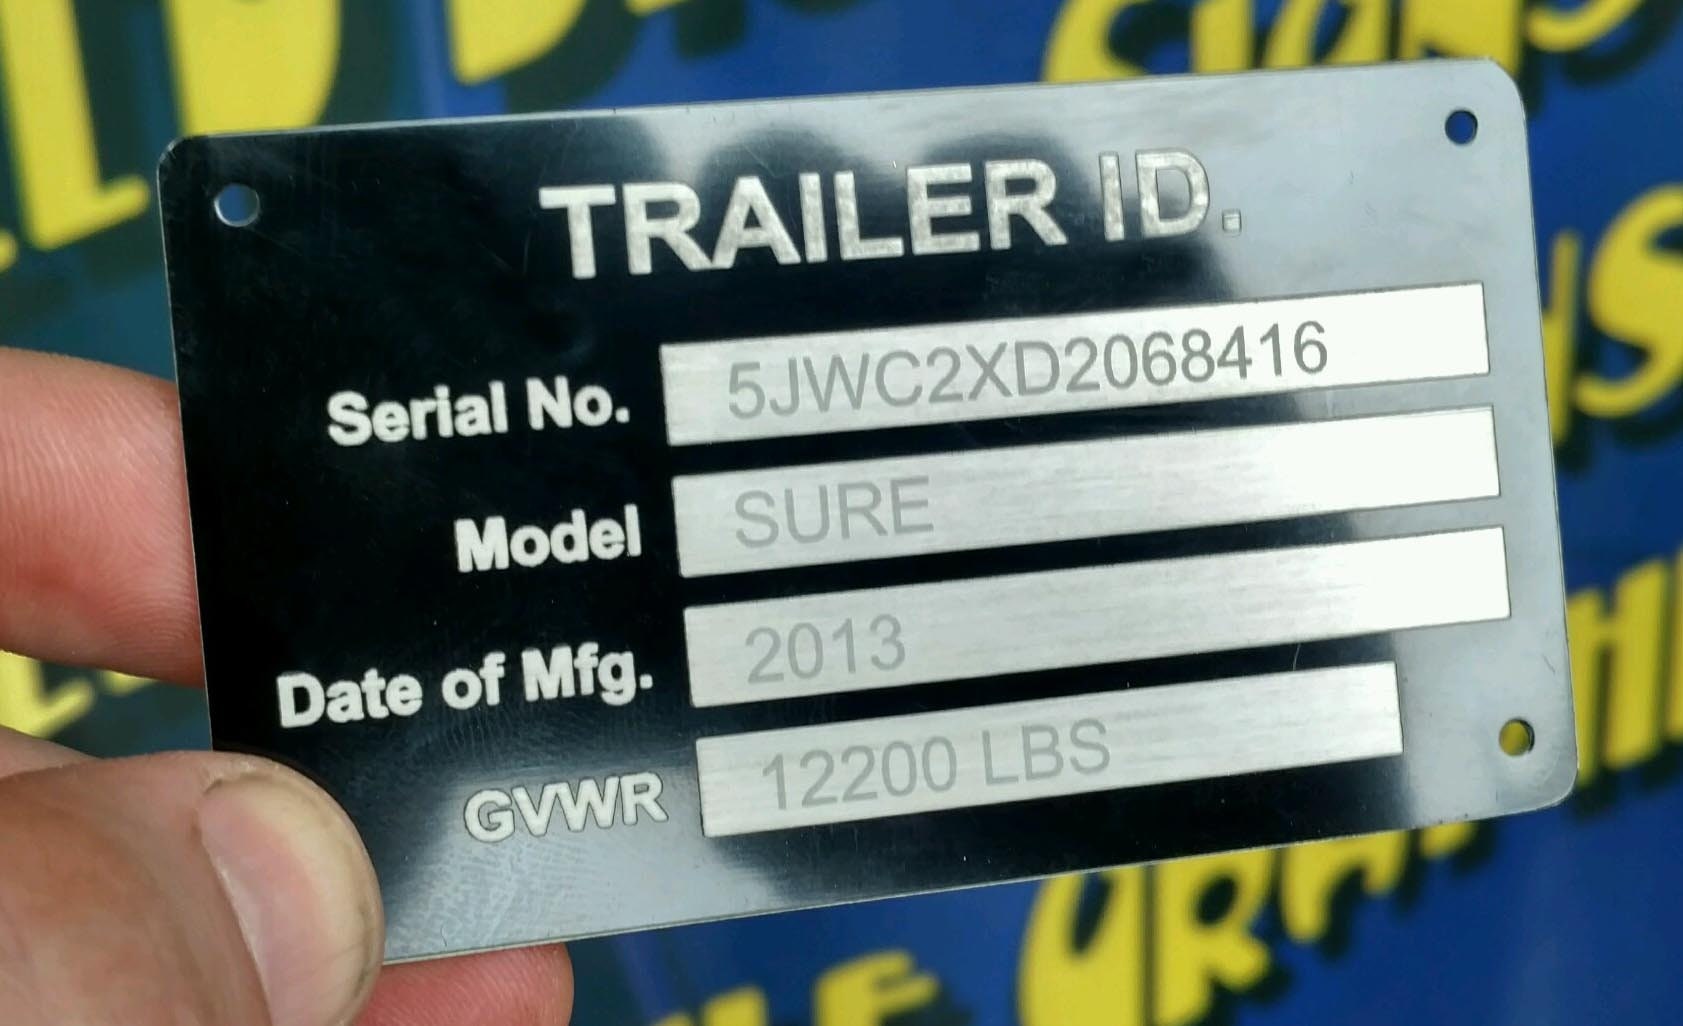 TRAILER ID.
Serial No. 5JWC2XD2068416
Model SURE
Date of Mfg. 2013
GVWR 12200 LBS